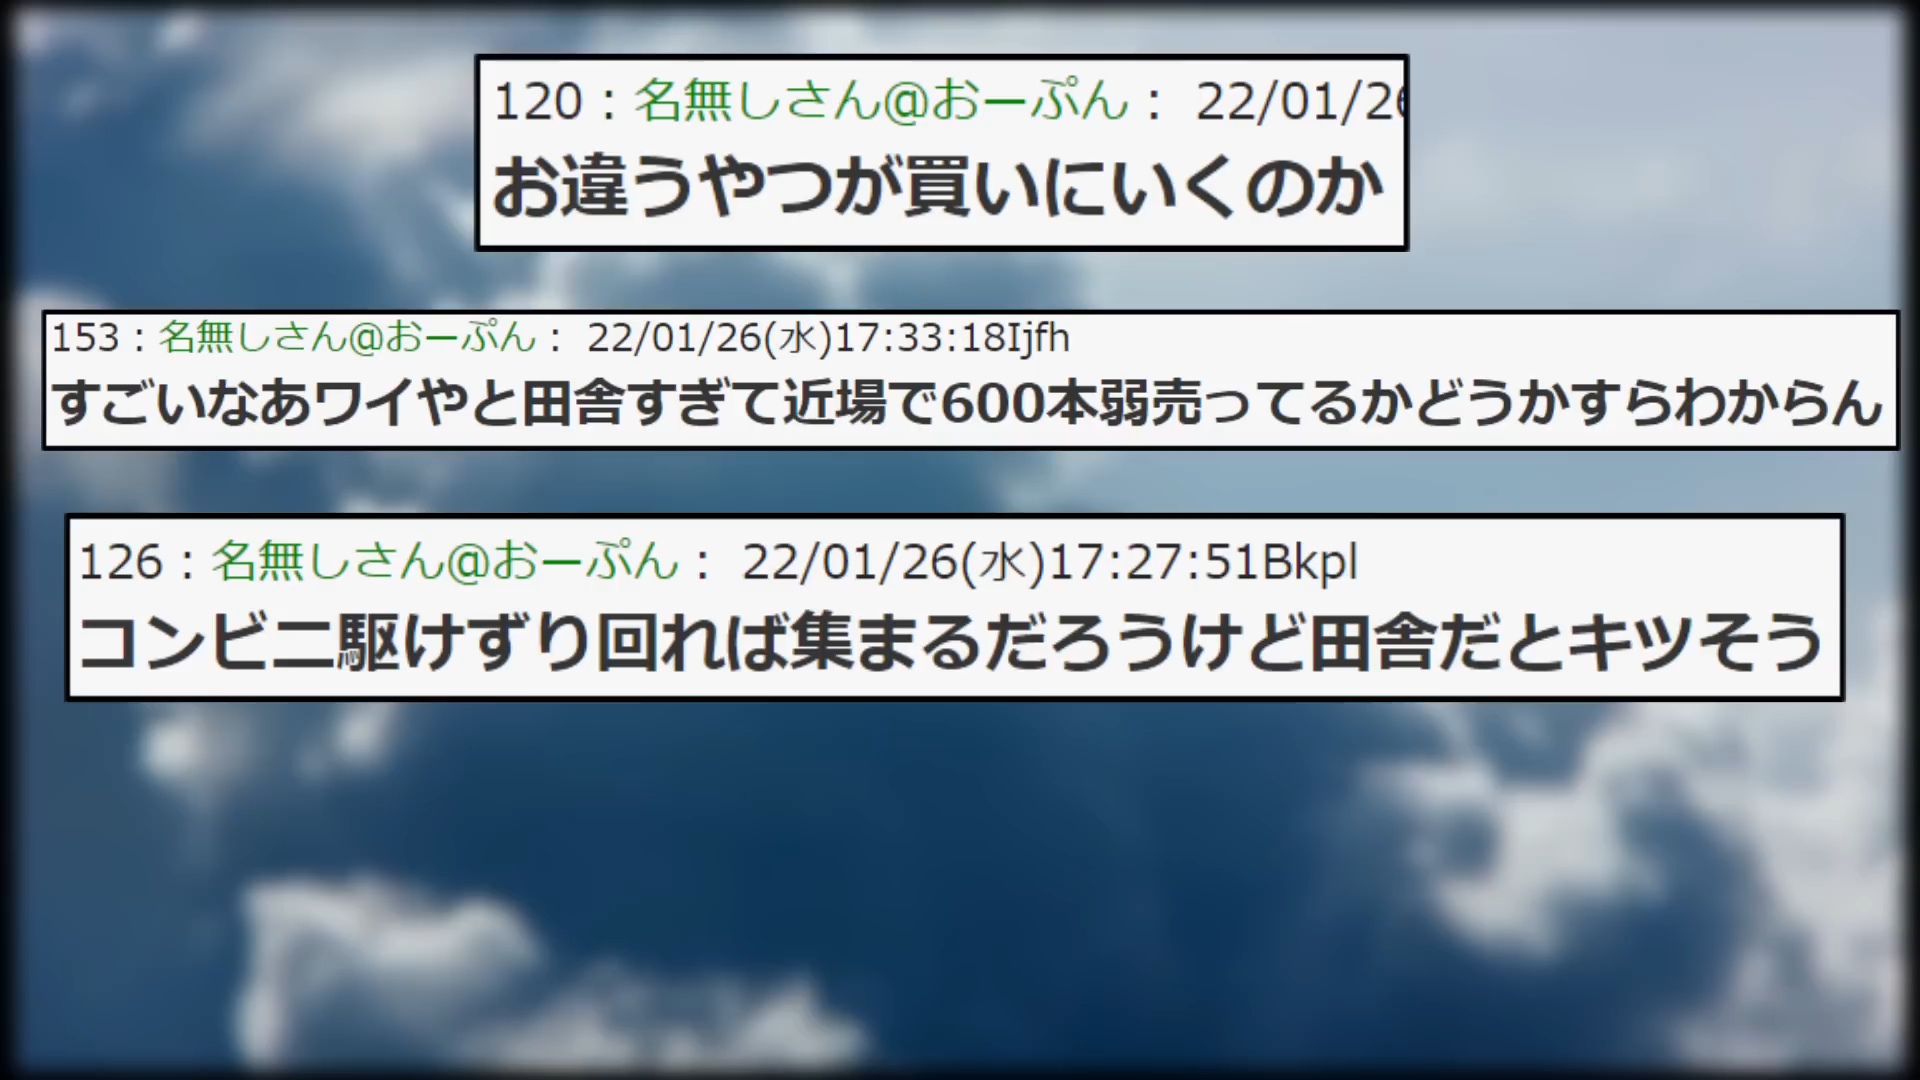 120：名無しさん@おーぷん： 22/01/26
お違うやつが買いにいくのか
153：名無しさん@おーぷん： 22/01/26(水)17:33:18Ijfh
すごいなあワイやと田舎すぎて近場で600本弱売ってるかどうかすらわからん
126：名無しさん@おーぷん： 22/01/26(水)17:27:51Bkpl
コンビニ駆けずり回れば集まるだろうけど田舎だとキツそう